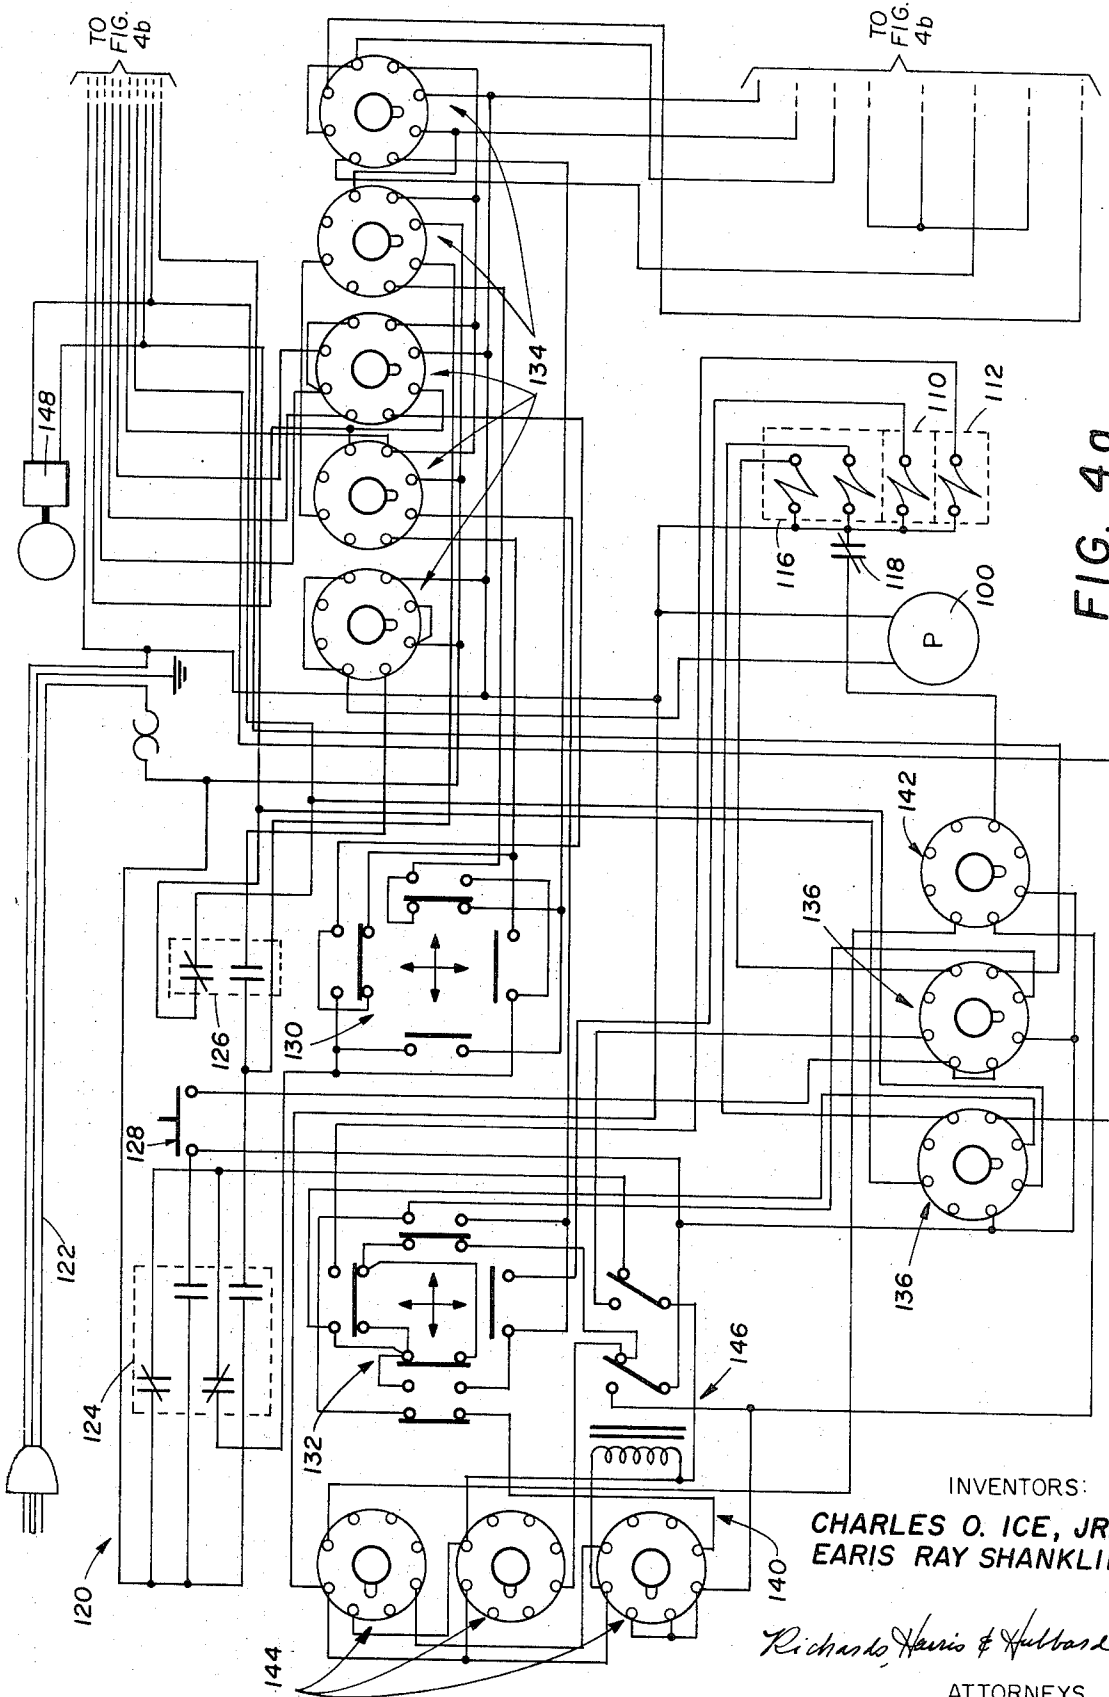 TO
FIG.
4b
TO
FIG.
4b
148
134
110
112
116
118
100
P
FIG. 4a
142
136
136
122
124
126
128
130
132
120
146
140
144
INVENTORS:
CHARLES O. ICE, JR.
EARIS RAY SHANKLI
Richards, Harris & Hubbard
ATTORNEYS